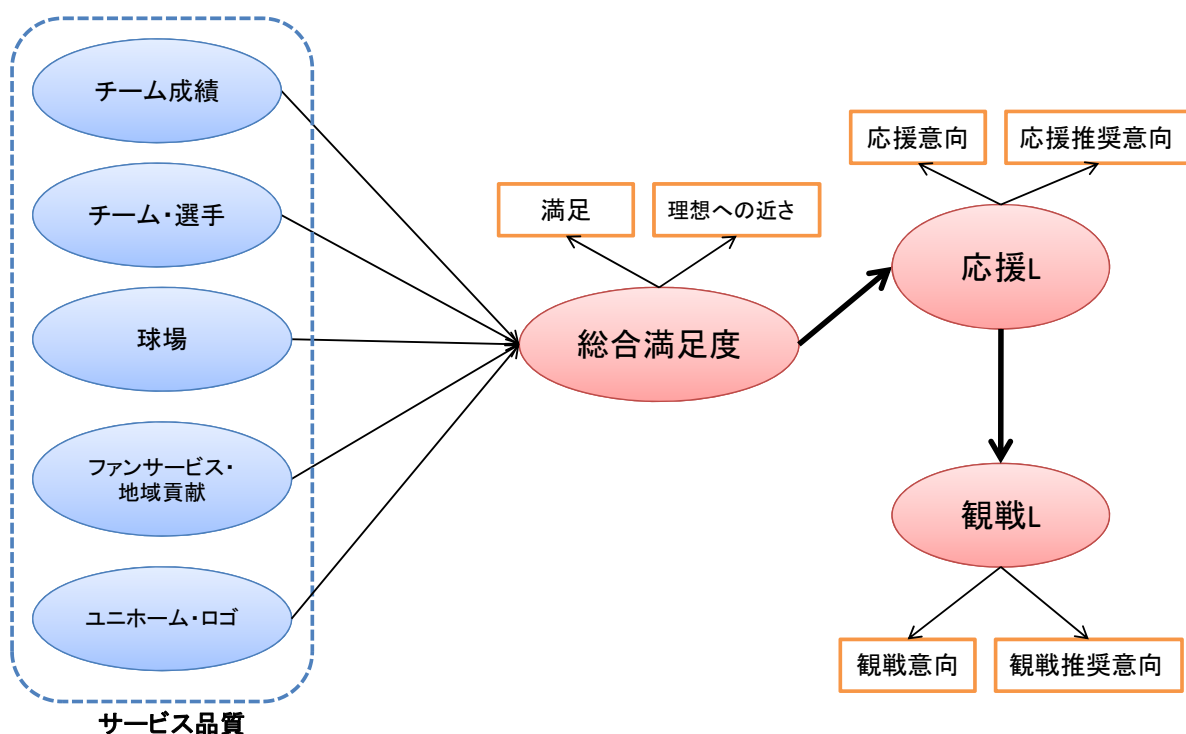 チーム成績
チーム・選手
球場
ファンサービス・
地域貢献
ユニホーム・ロゴ
サービス品質
満足
理想への近さ
総合満足度
応援意向
応援推奨意向
応援L
観戦L
観戦意向
観戦推奨意向